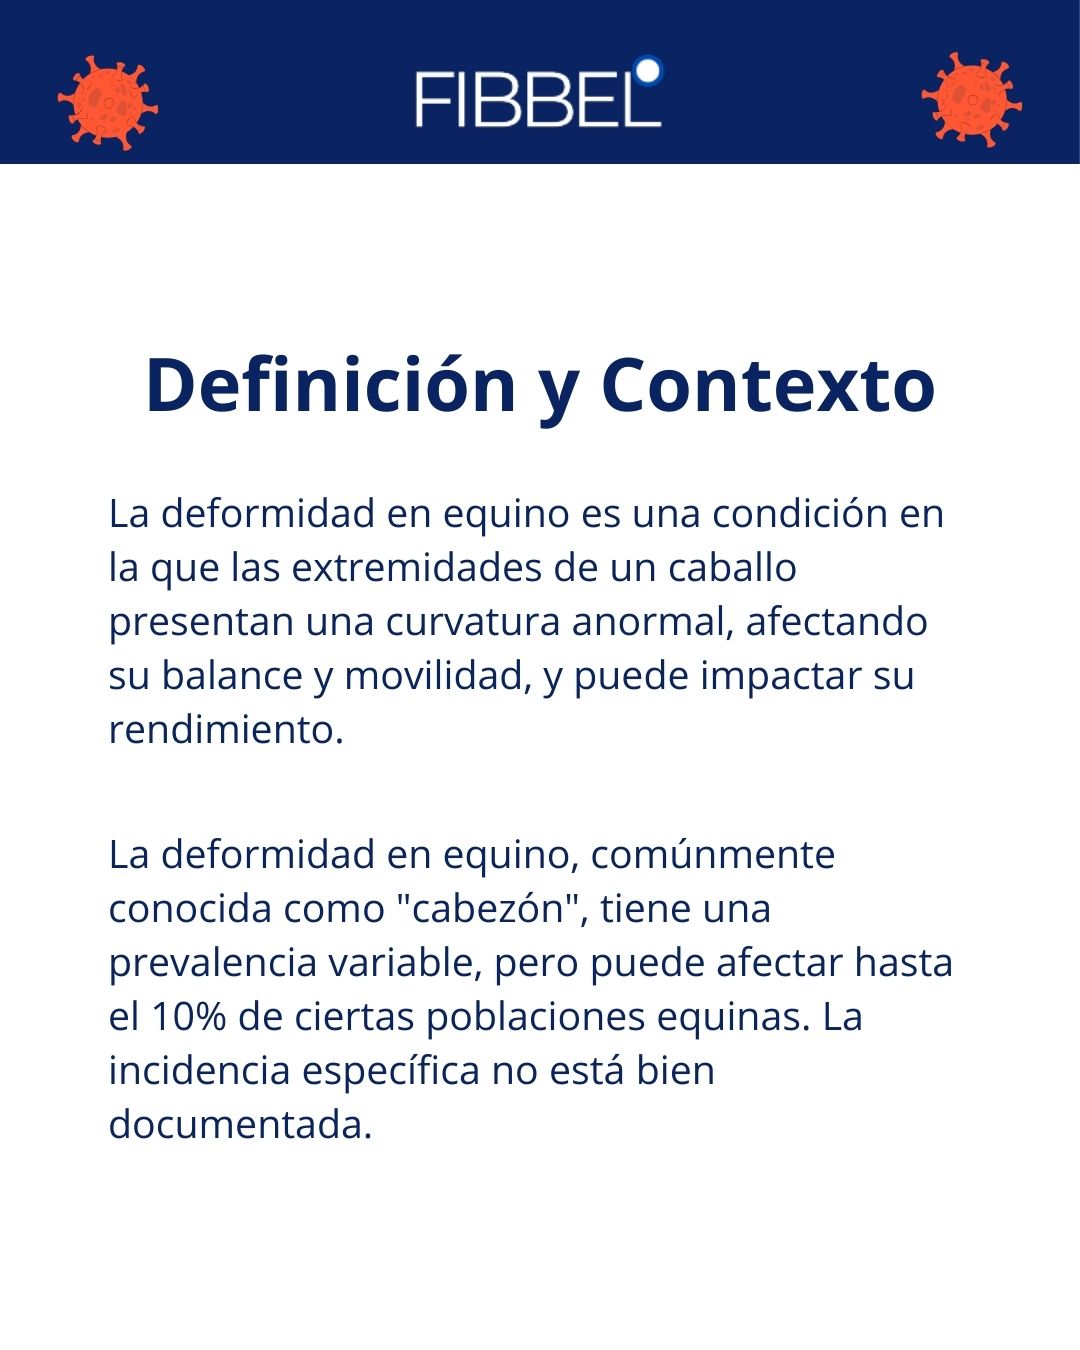 FIBBEL
Definición y Contexto
La deformidad en equino es una condición en
la que las extremidades de un caballo
presentan una curvatura anormal, afectando
su balance y movilidad, y puede impactar su
rendimiento.
La deformidad en equino, comúnmente
conocida como "cabezón", tiene una
prevalencia variable, pero puede afectar hasta
el 10% de ciertas poblaciones equinas. La
incidencia específica no está bien
documentada.